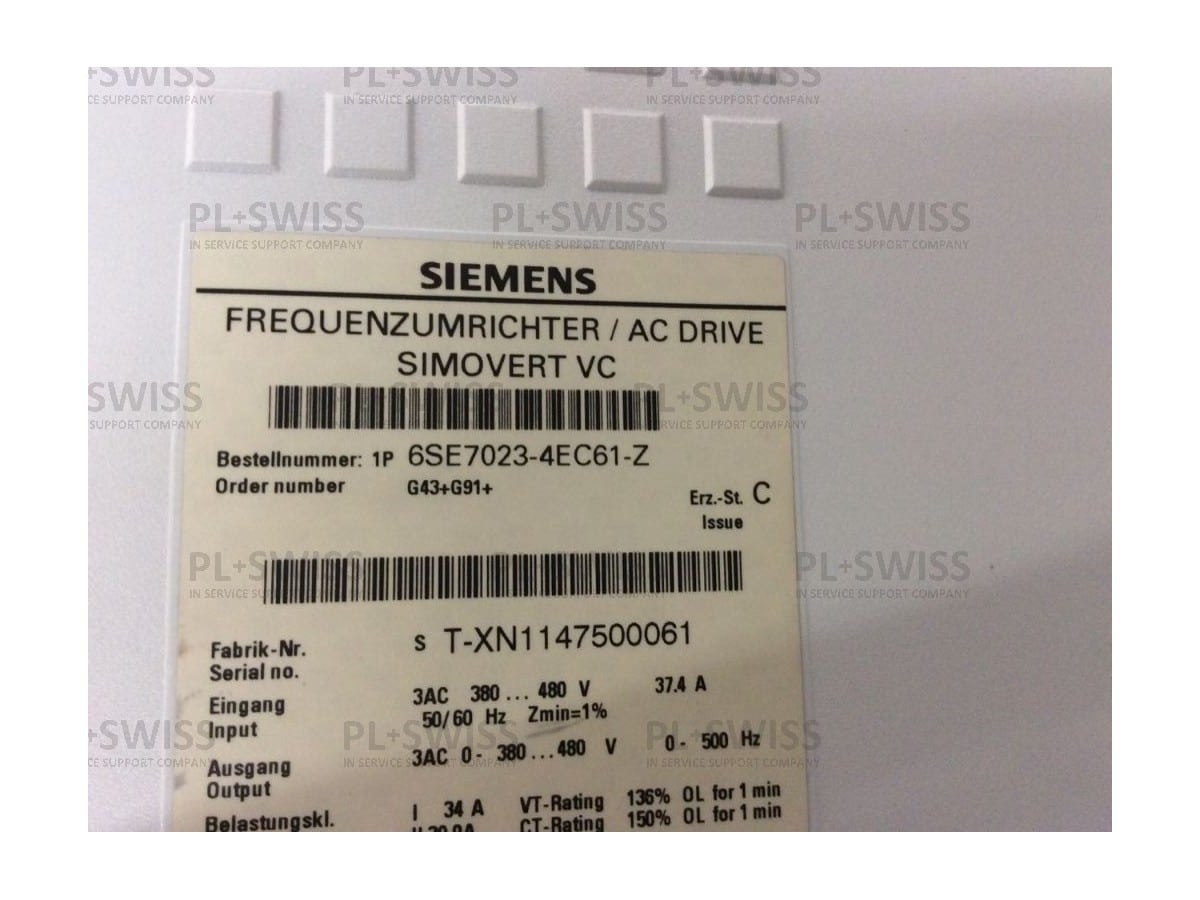 SIEMENS
FREQUENZUMRICHTER / AC DRIVE
SIMOVERT VC
Bestellnummer: 1P 6SE7023-4EC61-Z
Order number G43+G91+
Erz.-St. C
Issue
Fabrik-Nr. S T-XN1147500061
Serial no.
Eingang 3AC 380 ... 480 V 37.4 A
Input 50/60 Hz Zmin=1%
Ausgang 3AC 0- 380 ...480 V 0- 500 Hz
Output
Belastungskl. I 34 A VT-Rating 136% OL for 1 min
CT-Rating 150% OL for 1 min
PL+SWISS
IN SERVICE SUPPORT COMPANY